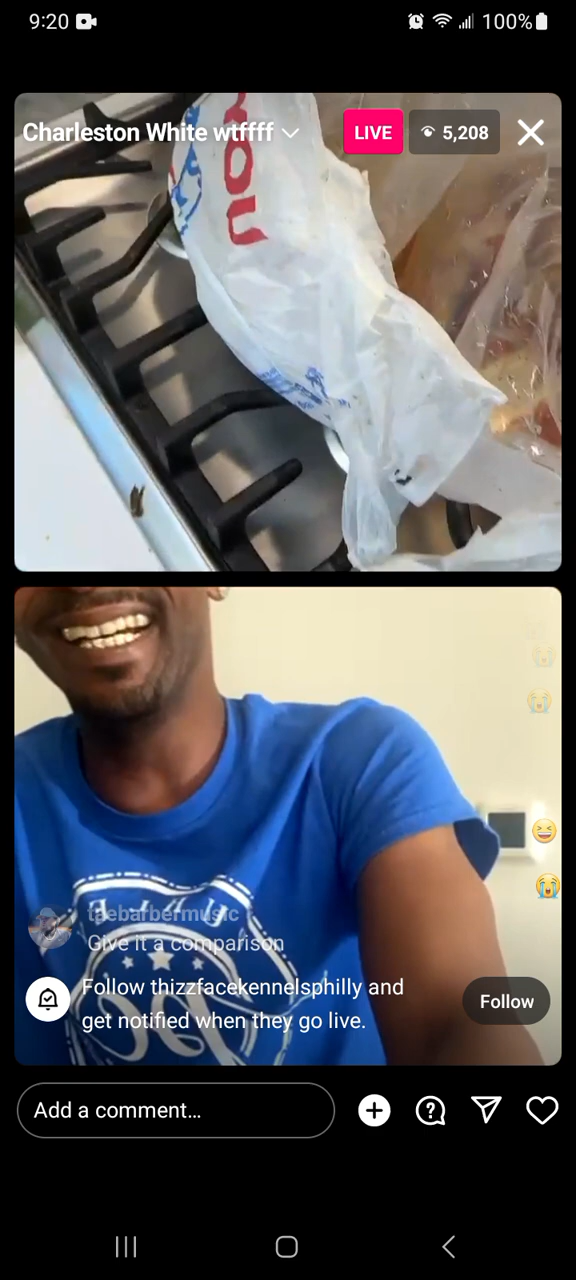 9:20
100%
Charleston White wtffff
LIVE
5,208
YOU
taebarbermusic
Give it a comparison
Follow thizzfacekennelsphilly and
get notified when they go live.
Follow
Add a comment...